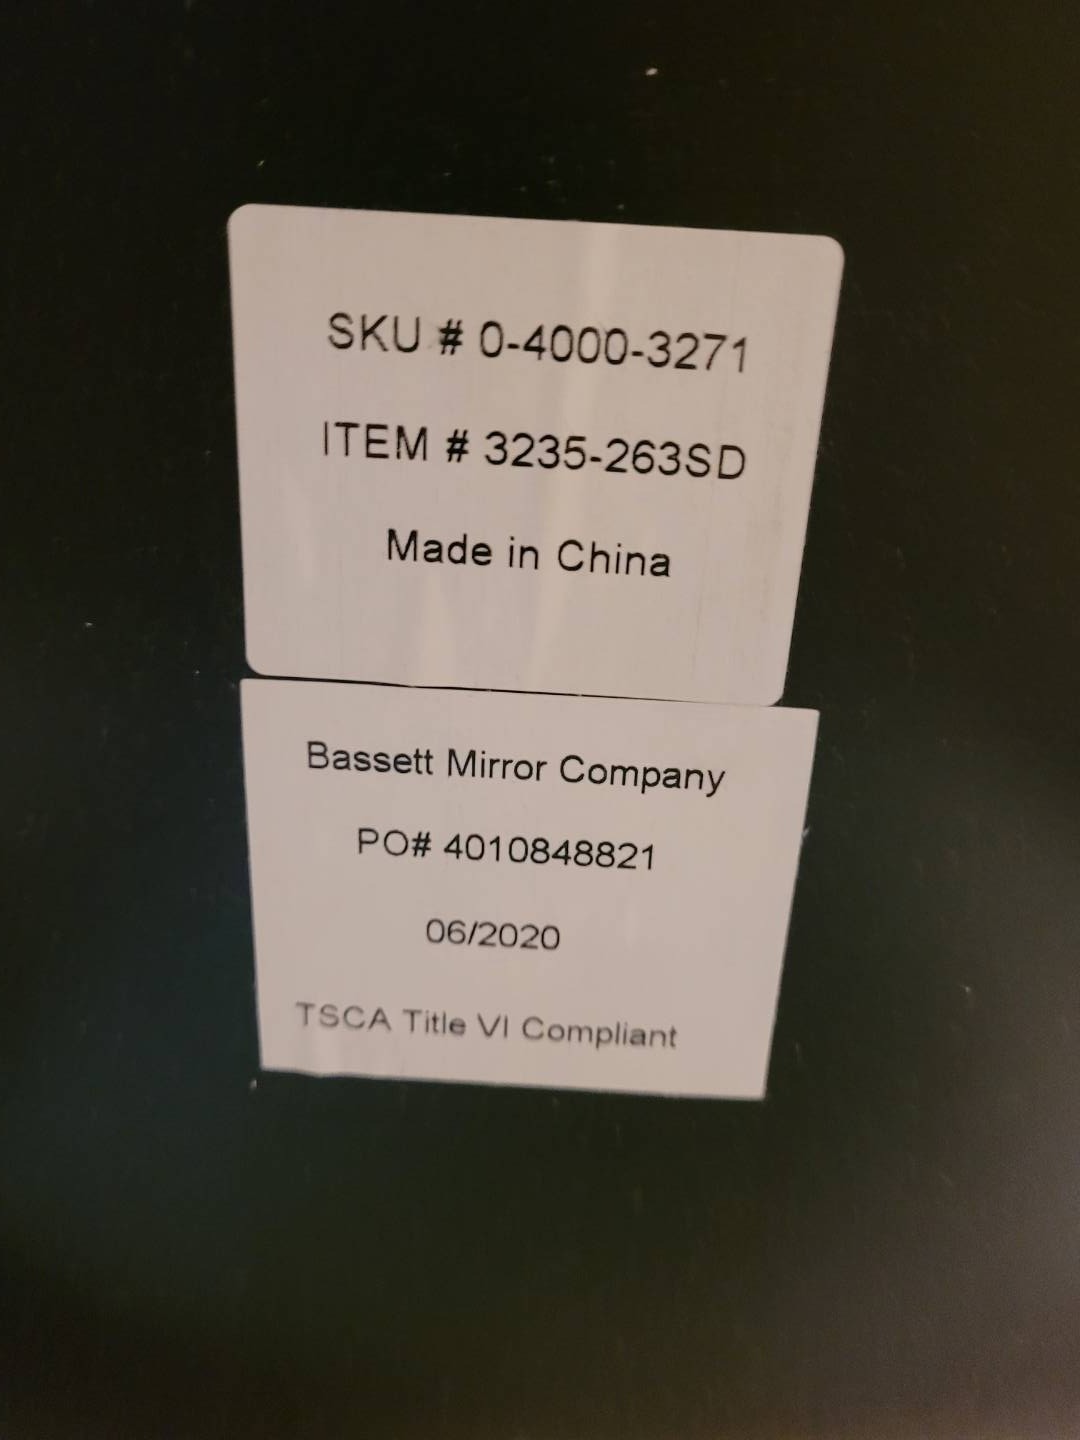 SKU # 0-4000-3271
ITEM # 3235-263SD
Made in China
Bassett Mirror Company
PO# 4010848821
06/2020
TSCA Title VI Compliant